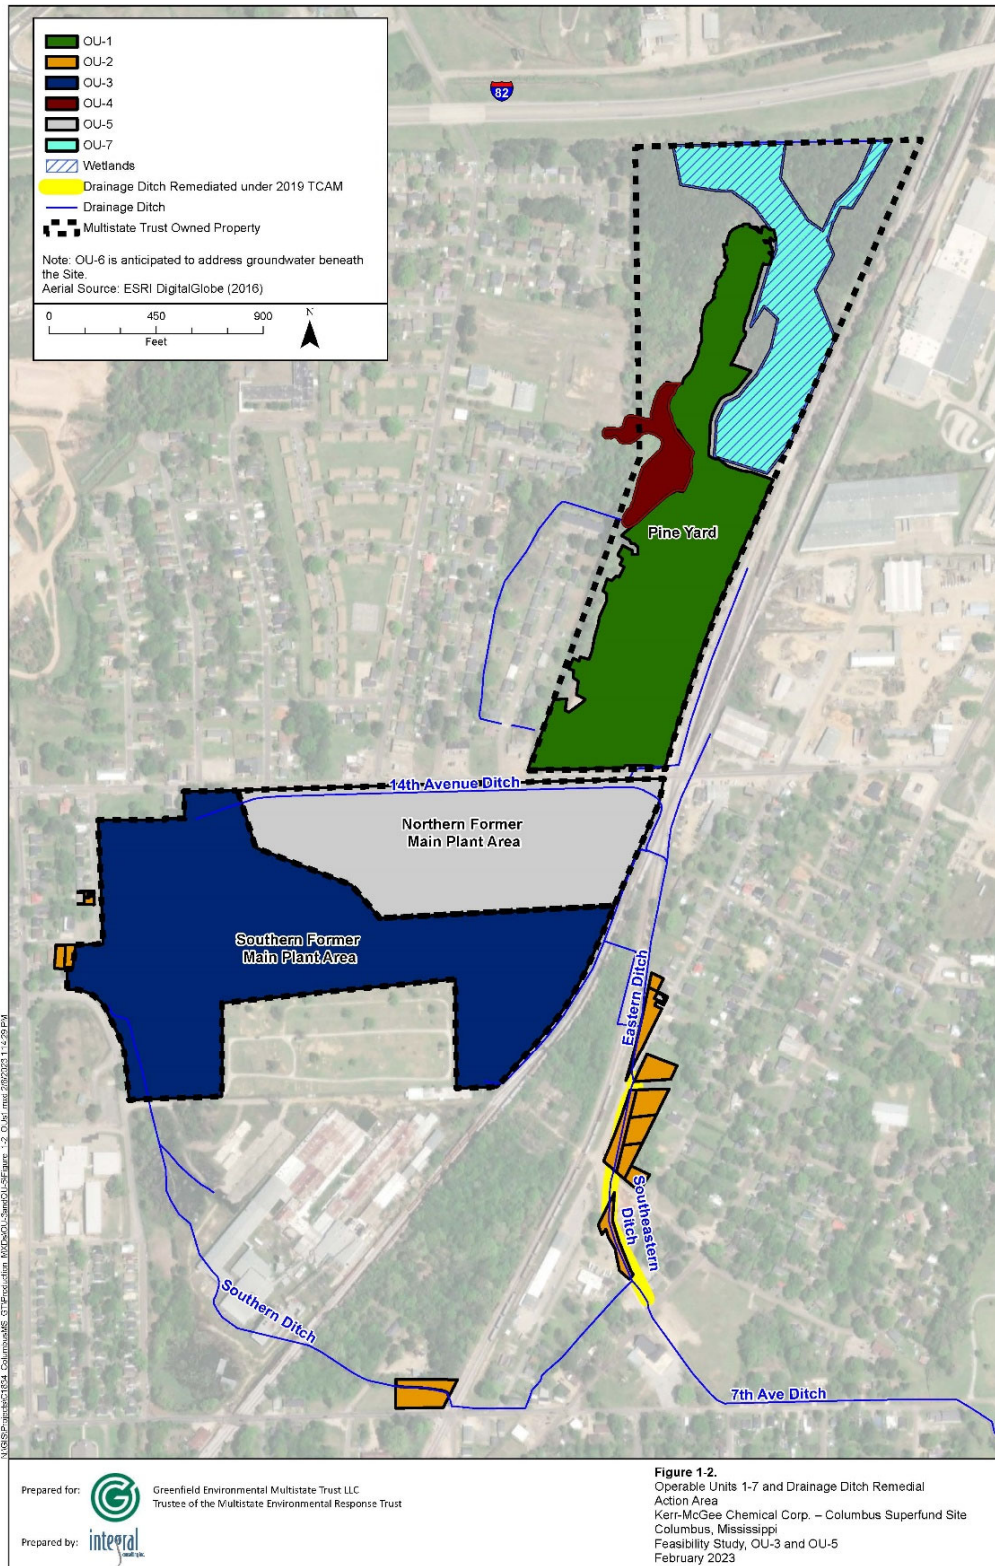 OU-1
OU-2
OU-3
OU-4
OU-5
OU-7
Wetlands
Drainage Ditch Remediated under 2019 TCAM
Drainage Ditch
Multistate Trust Owned Property
Note: OU-6 is anticipated to address groundwater beneath
the Site.
Aerial Source: ESRI DigitalGlobe (2016)
0 450 900
Feet
N
82
Pine Yard
14th Avenue Ditch
Northern Former
Main Plant Area
Southern Former
Main Plant Area
Eastern Ditch
Southeastern
Ditch
Southern Ditch
7th Ave Ditch
Prepared for:
Greenfield Environmental Multistate Trust LLC
Trustee of the Multistate Environmental Response Trust
Prepared by:
integral
Figure 1-2.
Operable Units 1-7 and Drainage Ditch Remedial
Action Area
Kerr-McGee Chemical Corp. – Columbus Superfund Site
Columbus, Mississippi
Feasibility Study, OU-3 and OU-5
February 2023